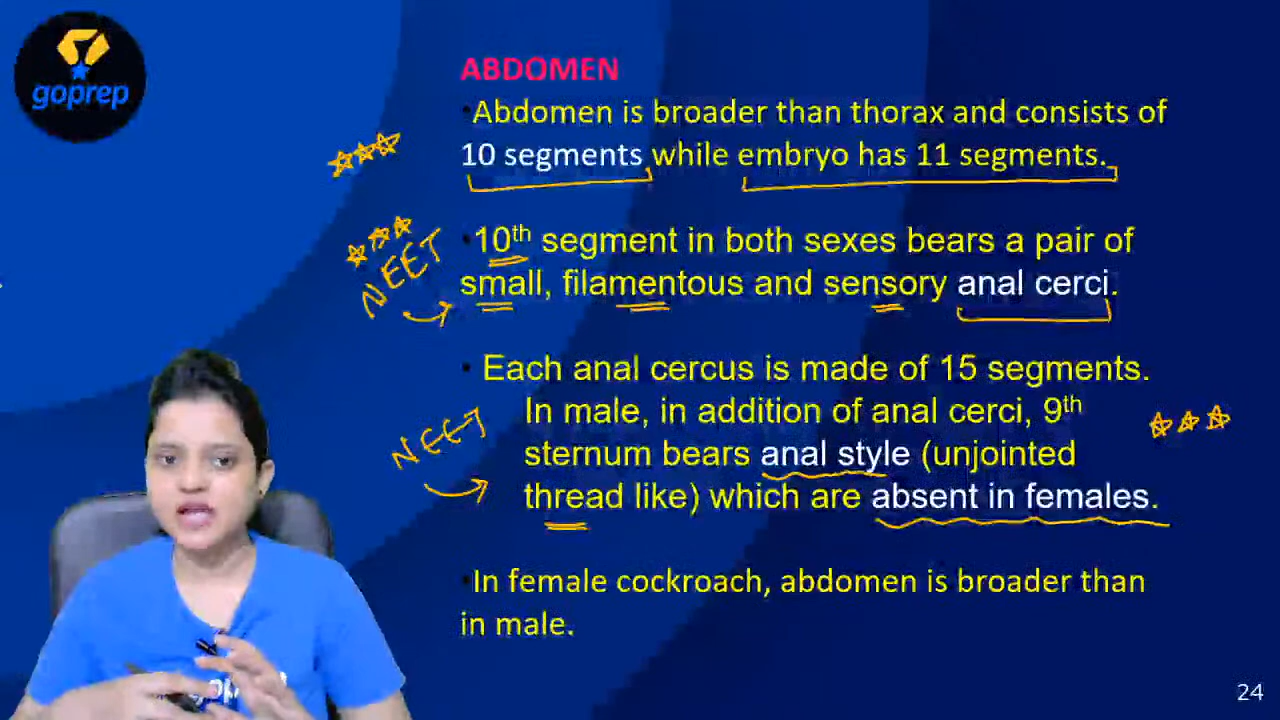 goprep
ABDOMEN
•Abdomen is broader than thorax and consists of
10 segments while embryo has 11 segments.
•10th segment in both sexes bears a pair of
small, filamentous and sensory anal cerci.
NEET
• Each anal cercus is made of 15 segments.
In male, in addition of anal cerci, 9th
sternum bears anal style (unjointed
thread like) which are absent in females.
NEET
•In female cockroach, abdomen is broader than
in male.
24